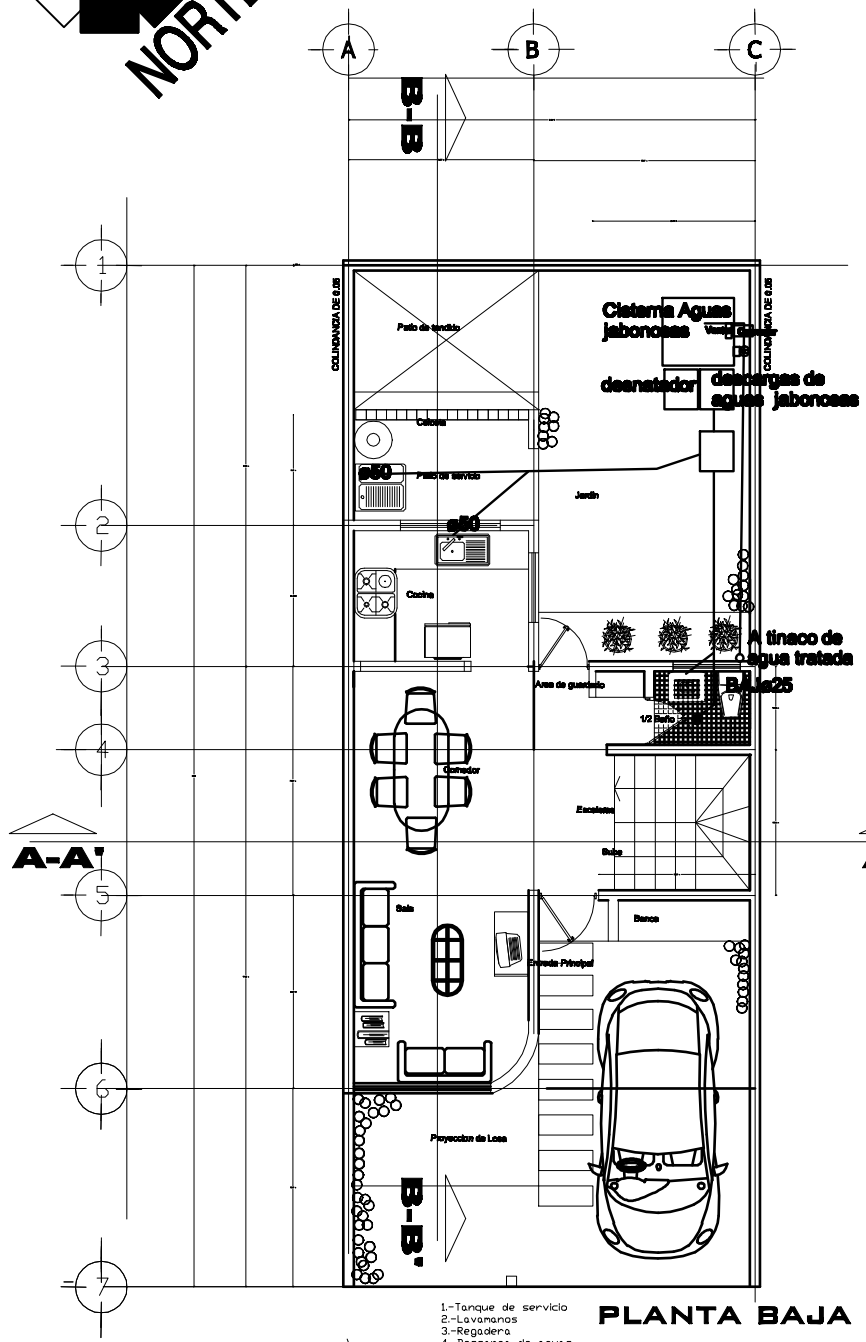 NORTE
A
B
C
B-B
1
COLINDANCIA DE 0.05
COLINDANCIA DE 0.05
Patio de tendido
Cisterna Aguas
jabonosas
desnatador
descargas de
aguas jabonosas
Celosia
ø50
Patio de servicio
Jardin
2
ø50
Cocina
A tinaco de
agua tratada
3
Area de guardado
BAJø25
1/2 Baño
4
Comedor
Escaleras
Sube
A-A'
5
Sala
Banca
Entrada Principal
6
Proyeccion de Losa
B-B'
7
1.-Tanque de servicio
2.-Lavamanos
3.-Regadera
PLANTA BAJA